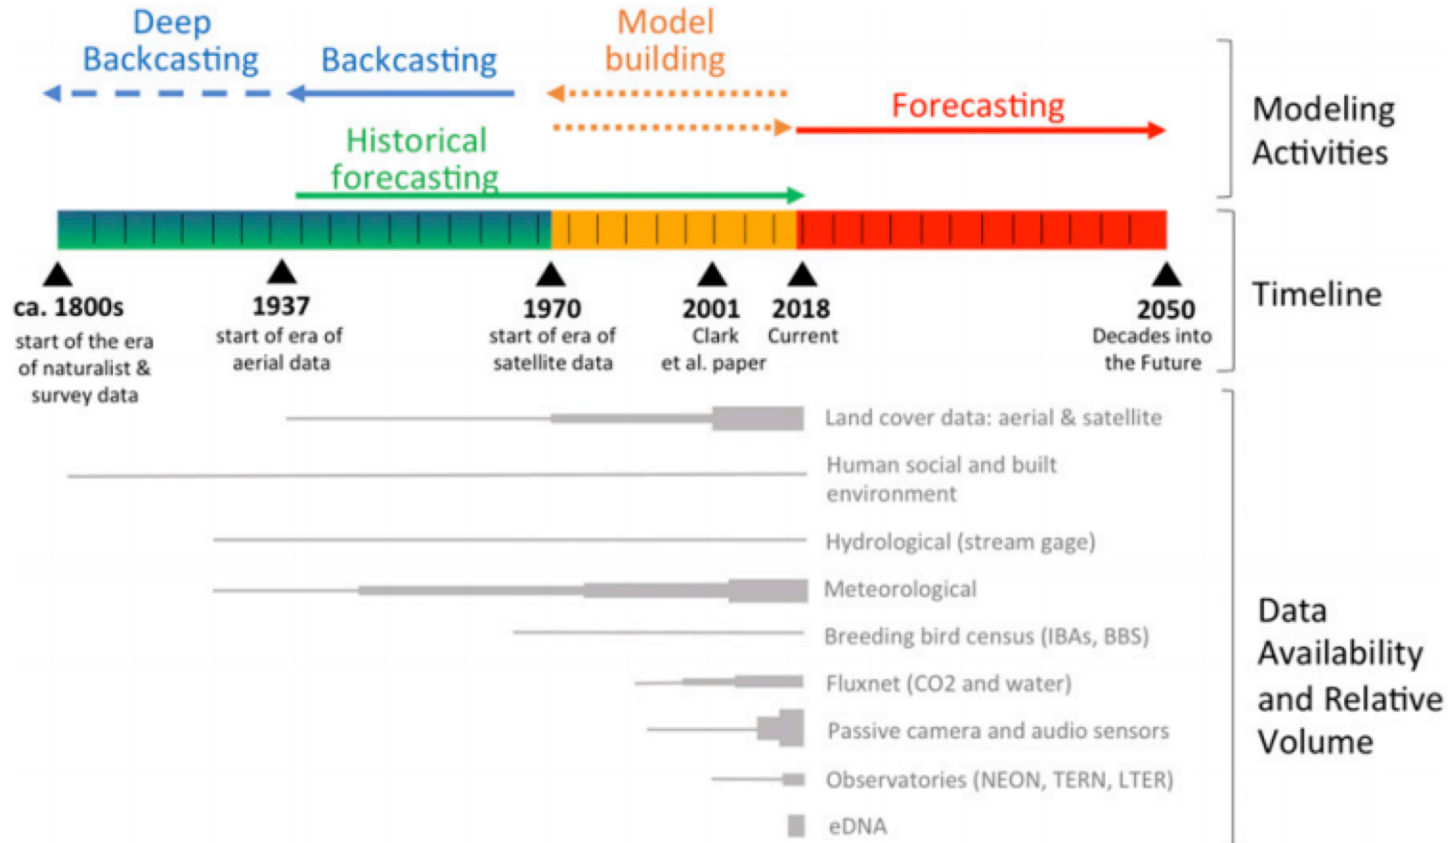 Deep
Backcasting
Backcasting
Model
building
Forecasting
Historical
forecasting
Modeling
Activities
ca. 1800s
start of the era
of naturalist &
survey data
1937
start of era of
aerial data
1970
start of era of
satellite data
2001
Clark
et al. paper
2018
Current
2050
Decades into
the Future
Timeline
Land cover data: aerial & satellite
Human social and built
environment
Hydrological (stream gage)
Meteorological
Breeding bird census (IBAs, BBS)
Fluxnet (CO2 and water)
Passive camera and audio sensors
Observatories (NEON, TERN, LTER)
eDNA
Data
Availability
and Relative
Volume